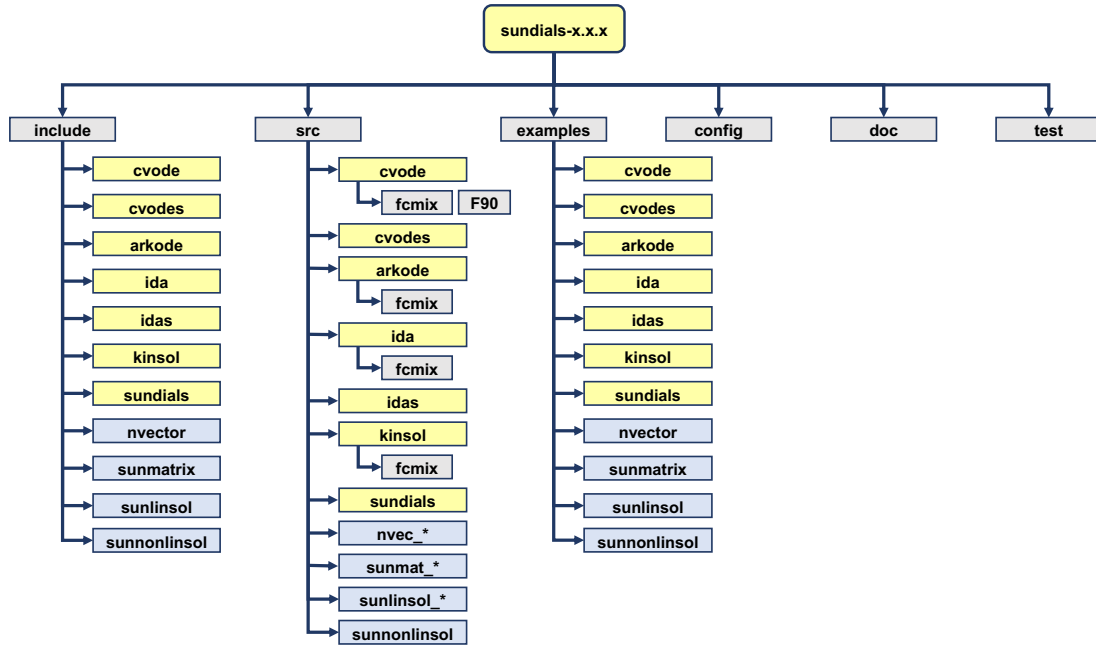 sundials-x.x.x
include
src
examples
config
doc
test
cvode
cvodes
arkode
ida
idas
kinsol
sundials
nvector
sunmatrix
sunlinsol
sunnonlinsol
cvode
fcmix
F90
cvodes
arkode
fcmix
ida
fcmix
idas
kinsol
fcmix
sundials
nvec_*
sunmat_*
sunlinsol_*
sunnonlinsol
cvode
cvodes
arkode
ida
idas
kinsol
sundials
nvector
sunmatrix
sunlinsol
sunnonlinsol